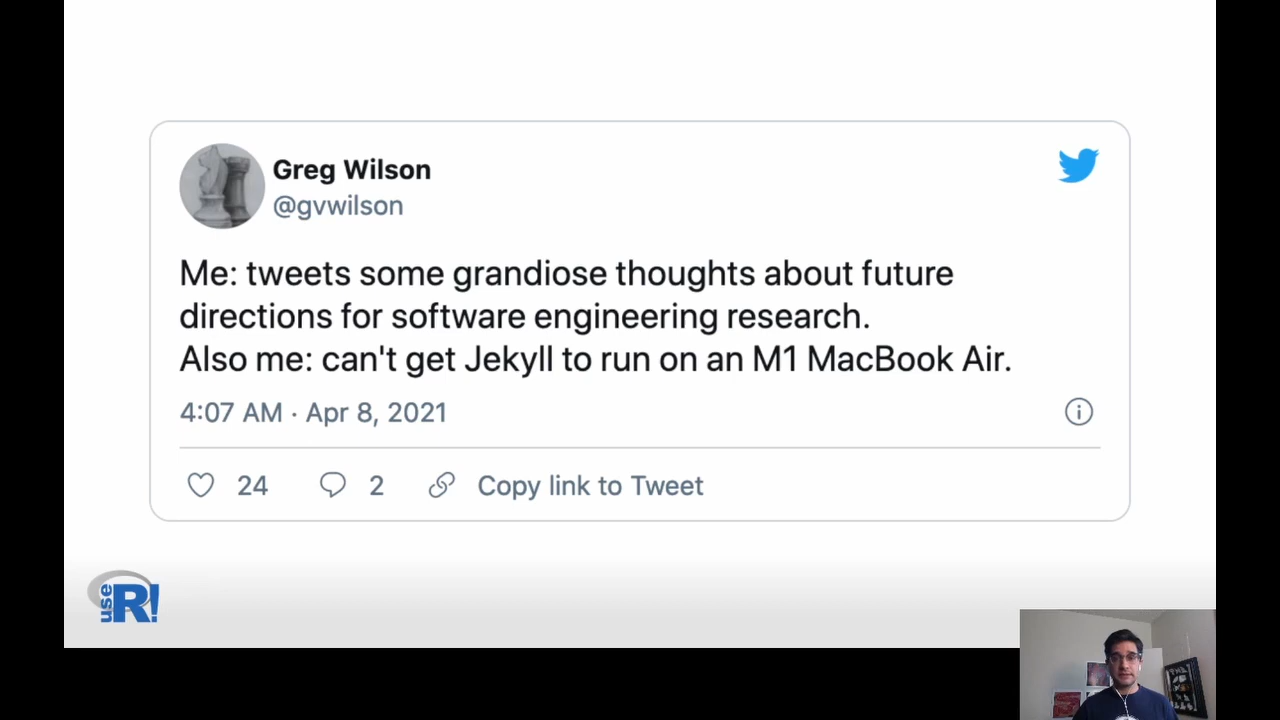 Greg Wilson
@gvwilson
Me: tweets some grandiose thoughts about future
directions for software engineering research.
Also me: can't get Jekyll to run on an M1 MacBook Air.
4:07 AM · Apr 8, 2021
24 2 Copy link to Tweet
use R!